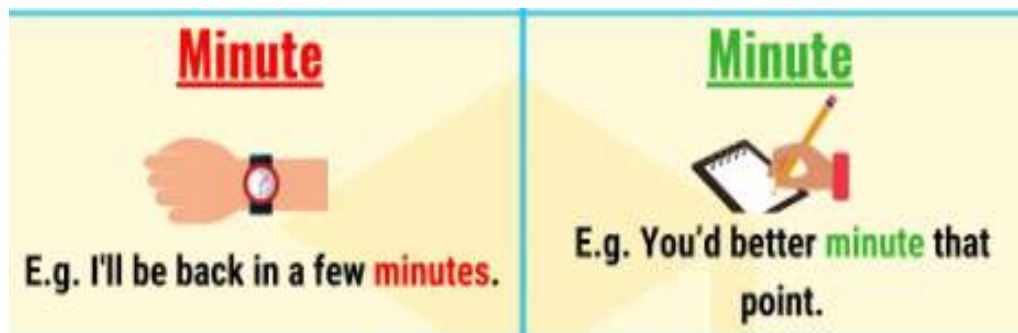 Minute
E.g. I'll be back in a few minutes.
Minute
E.g. You'd better minute that
point.